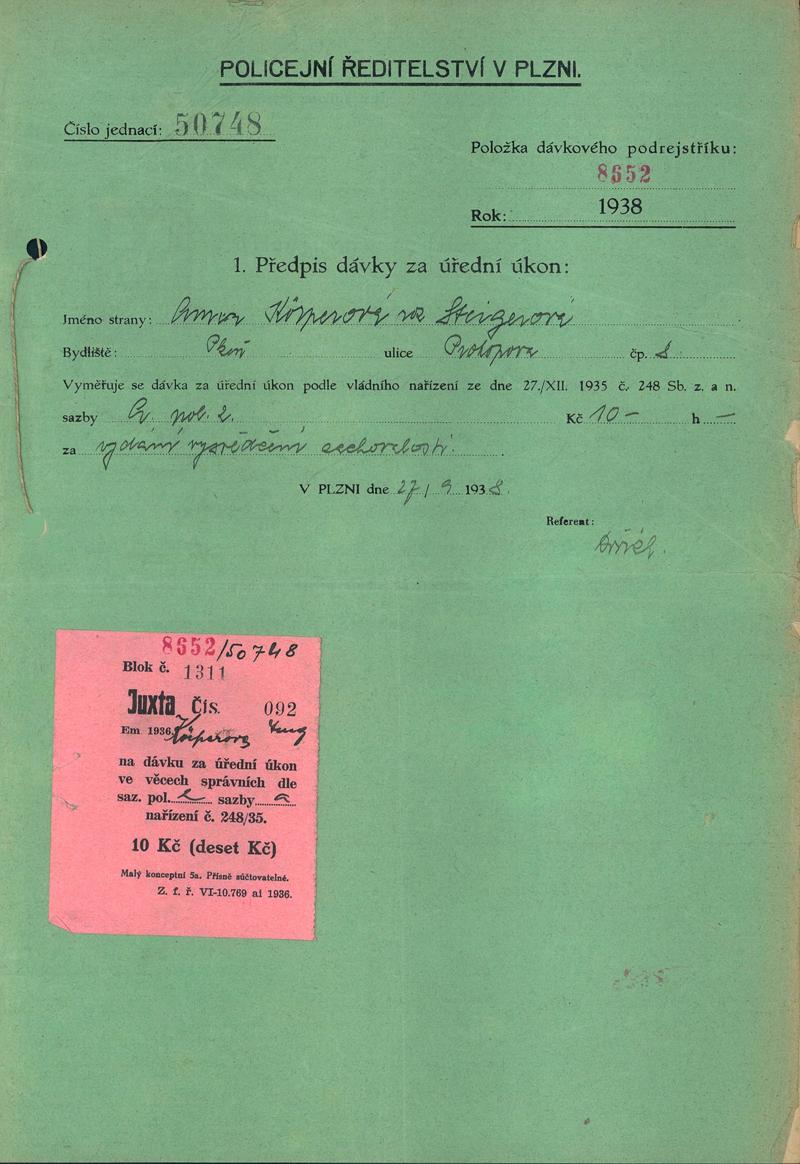 POLICEJNÍ ŘEDITELSTVÍ V PLZNI.
Číslo jednací: 50748
Položka dávkového podrejstříku:
8652
Rok: 1938
1. Předpis dávky za úřední úkon:
Jméno strany: Anna Körperová roz Steigerová
Bydliště: Plzeň ulice čp. 8
Vyměřuje se dávka za úřední úkon podle vládního nařízení ze dne 27./XII. 1935 č. 248 Sb. z. a n.
sazby A pol. 2. Kč 10- h —
za vydání vysvědčení zachovalosti.
V PLZNI dne 27/ 9. 1938.
Referent:
8652/50748
Blok č. 1311
Juxta Čís. 092
Em 1936 Körperova
na dávku za úřední úkon
ve věcech správních dle
saz. pol. 2 sazby A
nařízení č. 248/35.
10 Kč (deset Kč)
Malý konceptní 5a. Přísně súčtovatelné.
Z. f. ř. VI-10.769 ai 1936.